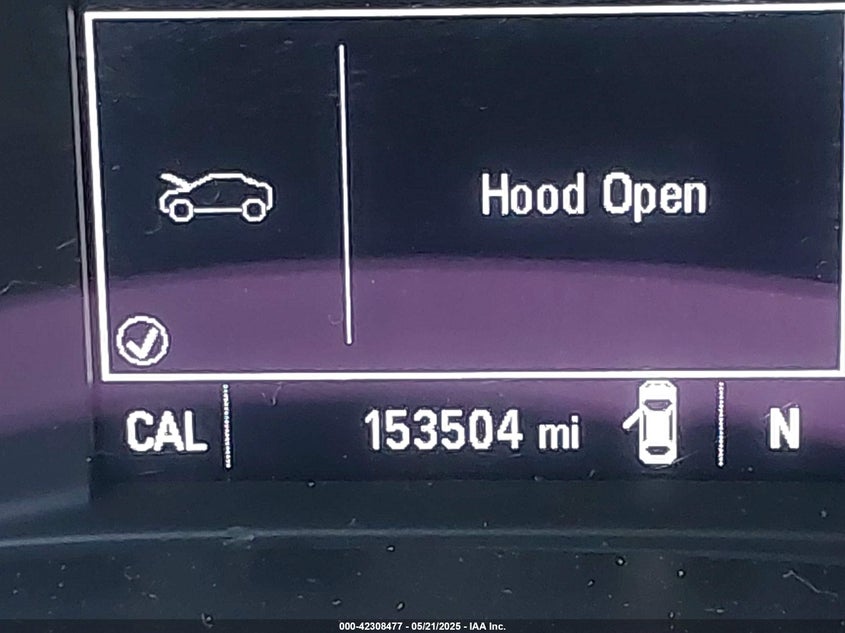 Hood Open
CAL 153504 mi N
000-42308477 - 05/21/2025 - IAA Inc.